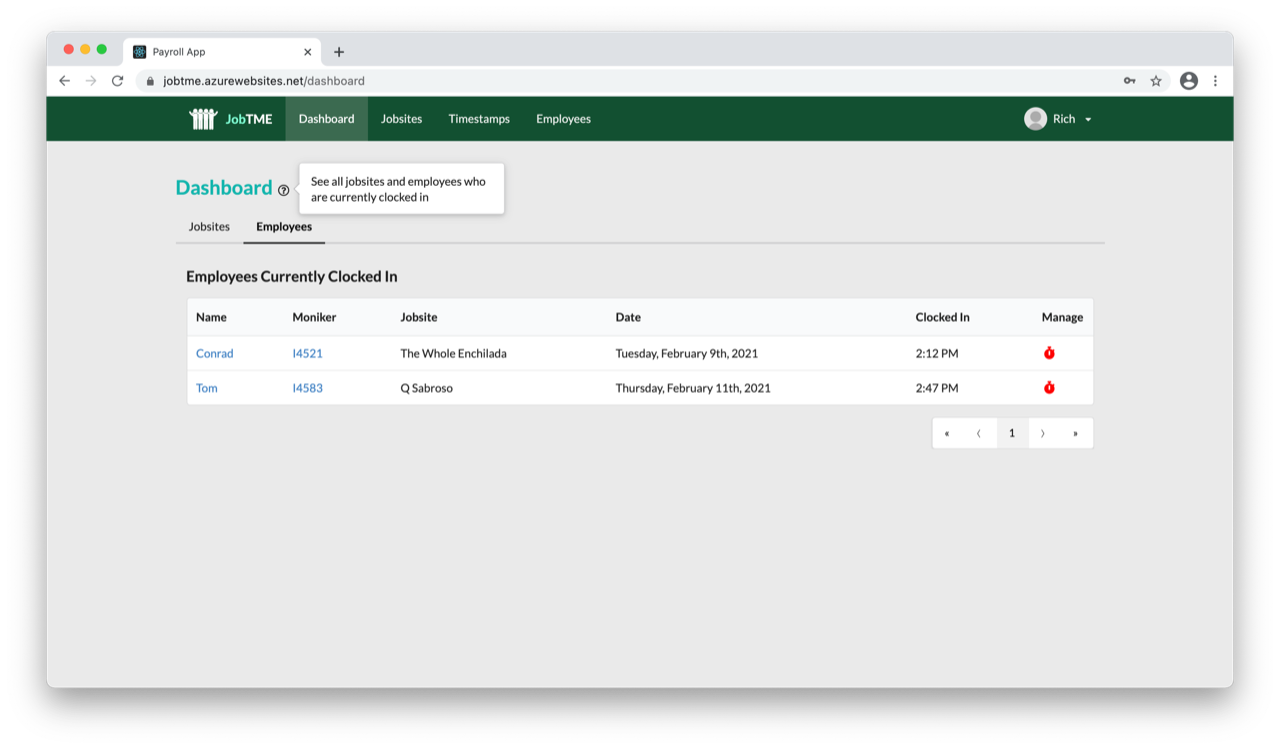 Payroll App
jobtme.azurewebsites.net/dashboard
JobTME Dashboard Jobsites Timestamps Employees Rich
Dashboard
See all jobsites and employees who
are currently clocked in
Jobsites Employees
Employees Currently Clocked In
Name Moniker Jobsite Date Clocked In Manage
Conrad I4521 The Whole Enchilada Tuesday, February 9th, 2021 2:12 PM
Tom I4583 Q Sabroso Thursday, February 11th, 2021 2:47 PM
« ⟨ 1 ⟩ »